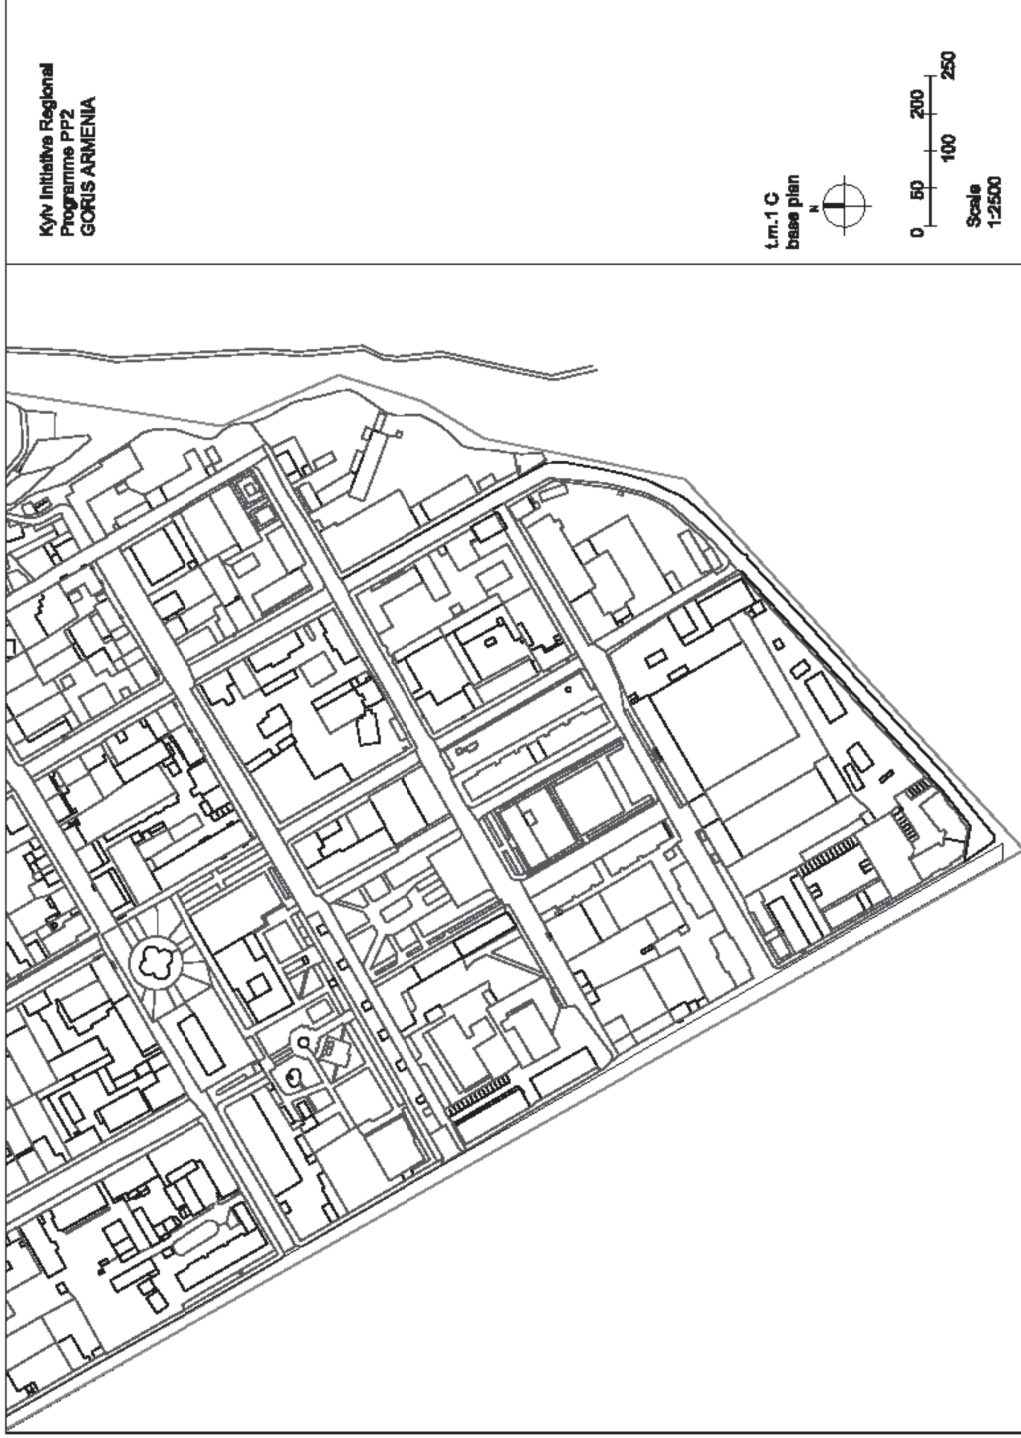 Kyiv Initiative Regional
Programme PP2
GORIS ARMENIA
t.m.1 C
base plan
N
0 50 100 200 250
Scale
1:2500